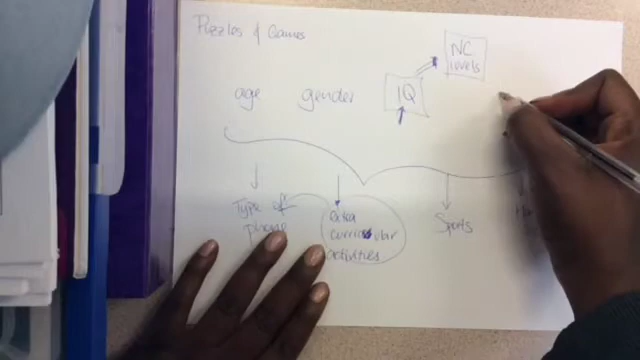 Puzzles & Games
NC
levels
age gender IQ
Type of
phone
extra
curricular
activities
Sports